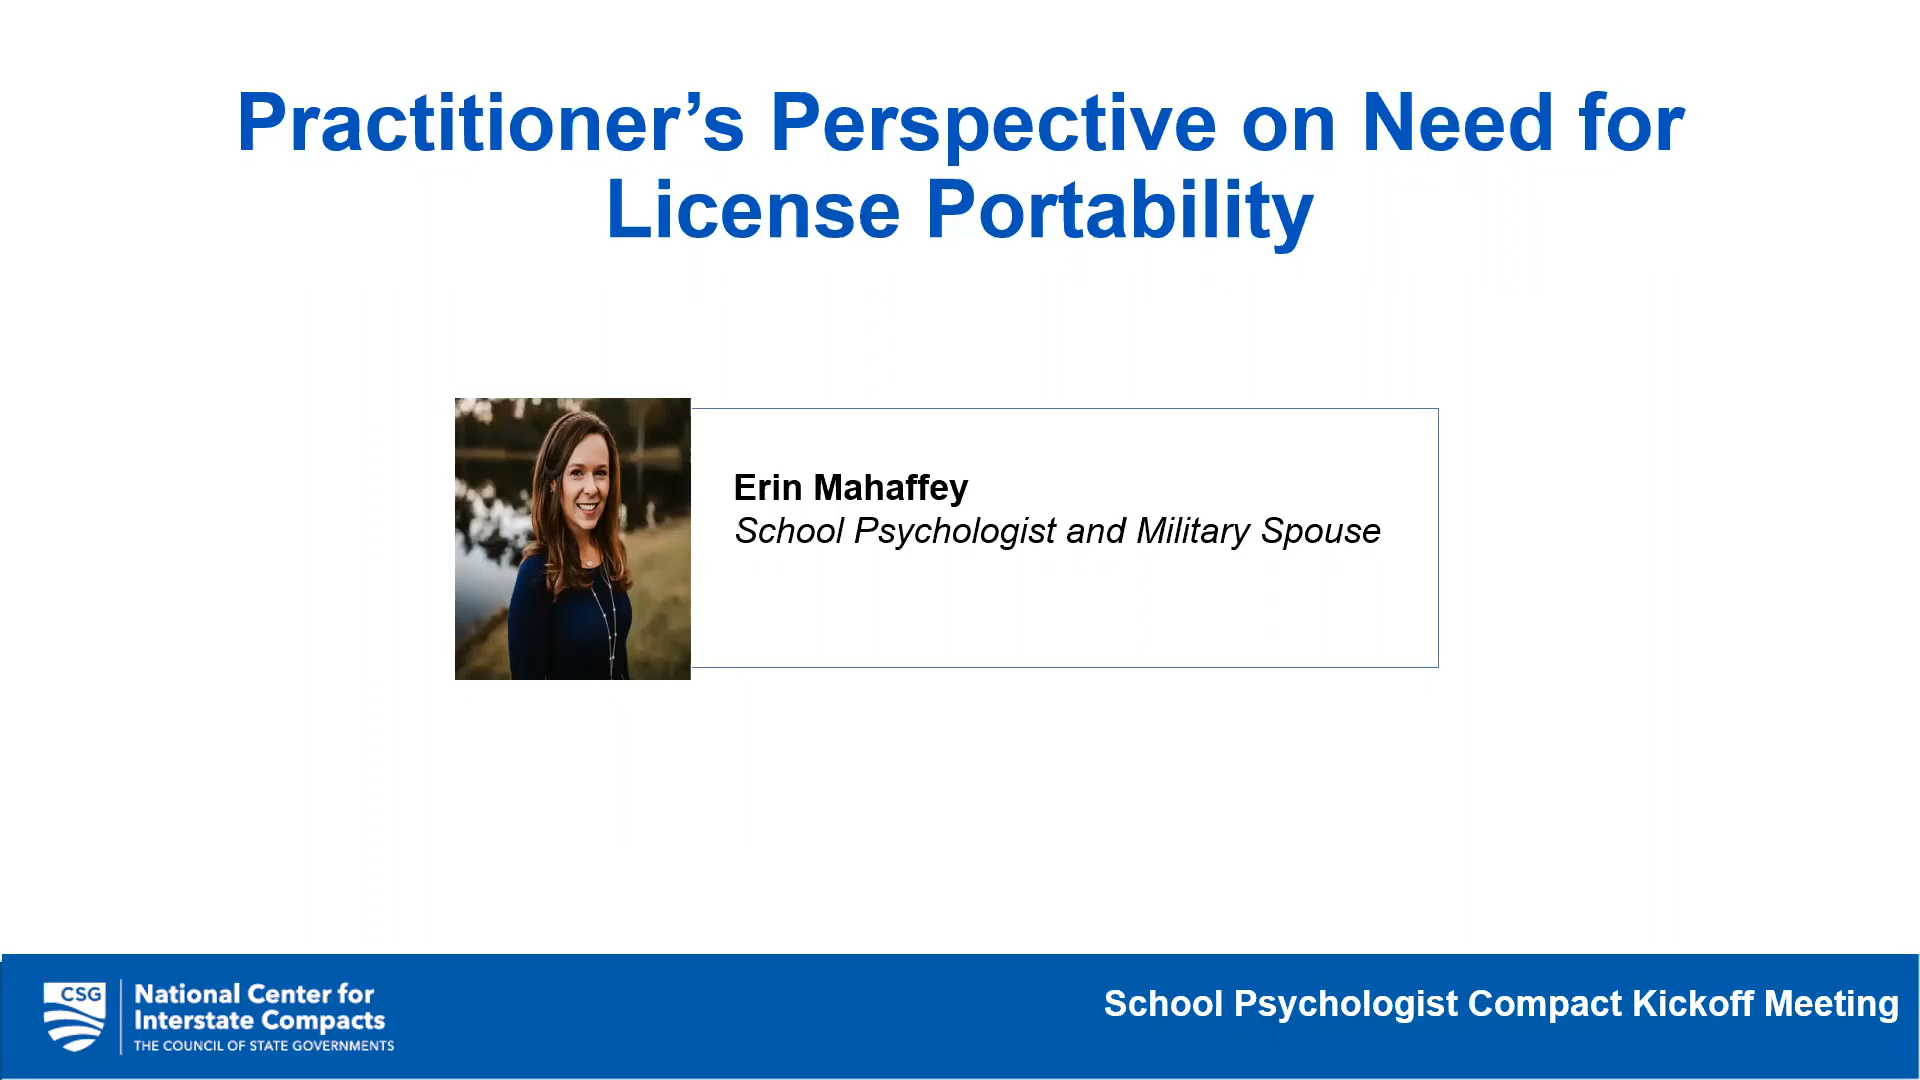 Practitioner’s Perspective on Need for
License Portability
Erin Mahaffey
School Psychologist and Military Spouse
CSG
National Center for
Interstate Compacts
THE COUNCIL OF STATE GOVERNMENTS
School Psychologist Compact Kickoff Meeting